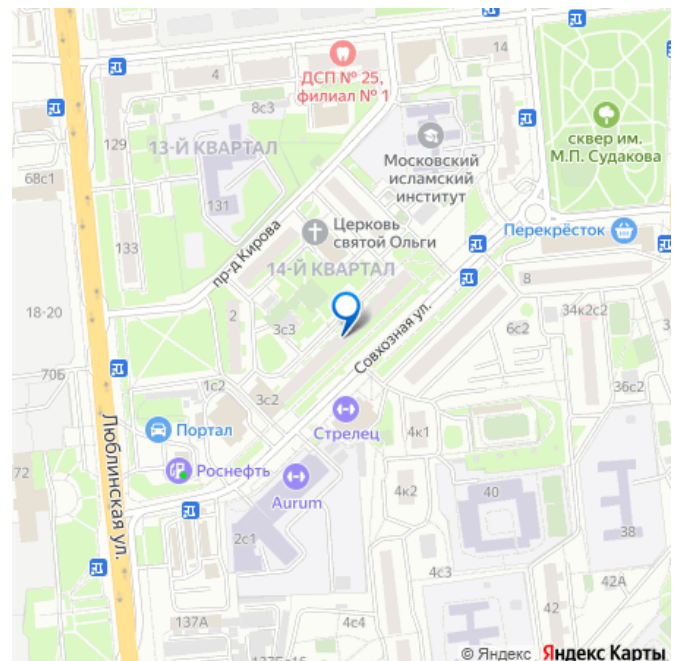 14
4
ДСП № 25,
филиал № 1
8с3
129
13-Й КВАРТАЛ
68с1
Московский
исламский
институт
сквер им.
М.П. Судакова
131
133
пр-д Кирова
Церковь
святой Ольги
Перекрёсток
14-Й КВАРТАЛ
8
18-20
2
3с3
Совхозная ул.
34к2с2
6с2
70Б
1с2
3с2
36с2
Люблинская ул.
Портал
Стрелец
4к1
Роснефть
72
Aurum
4к2
40
38
2с1
4с3
42А
42
137А
4с4
© Яндекс Яндекс Карты